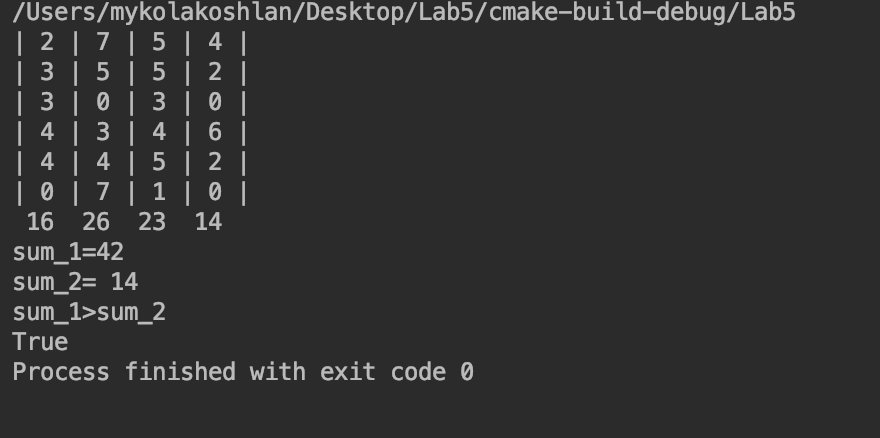 /Users/mykolakoshlan/Desktop/Lab5/cmake-build-debug/Lab5
| 2 | 7 | 5 | 4 |
| 3 | 5 | 5 | 2 |
| 3 | 0 | 3 | 0 |
| 4 | 3 | 4 | 6 |
| 4 | 4 | 5 | 2 |
| 0 | 7 | 1 | 0 |
 16  26  23  14
sum_1=42
sum_2= 14
sum_1>sum_2
True
Process finished with exit code 0